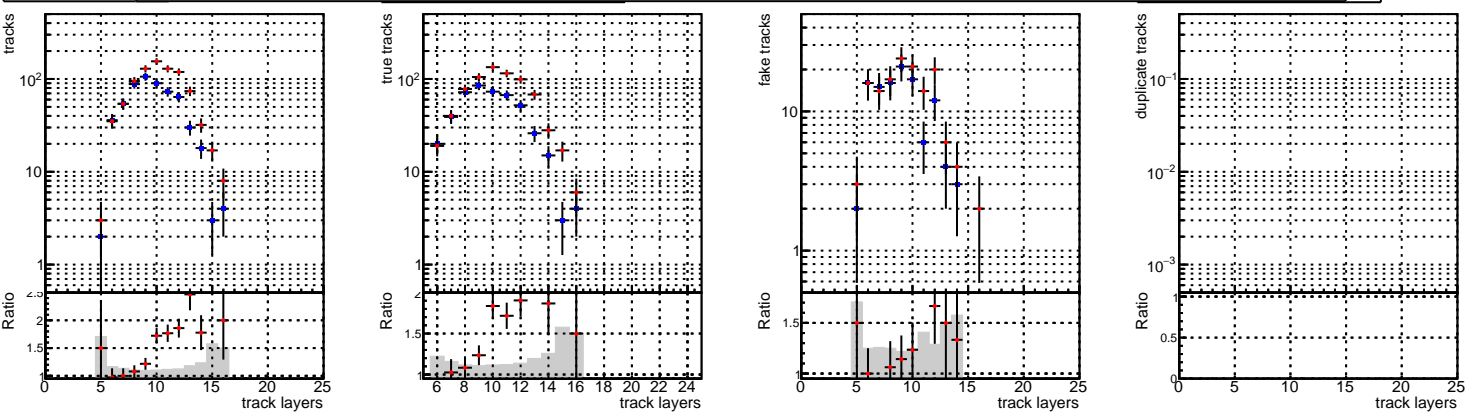 tracks
10²
10
1
Ratio
2.5
2
1.5
1
0 5 10 15 20 25
track layers
true tracks
10²
10
1
Ratio
2
1.5
1
6 8 10 12 14 16 18 20 22 24
track layers
fake tracks
10
1
Ratio
1.5
1
0 5 10 15 20 25
track layers
duplicate tracks
10⁻¹
10⁻²
10⁻³
Ratio
1
0.5
0
0 5 10 15 20 25
track layers